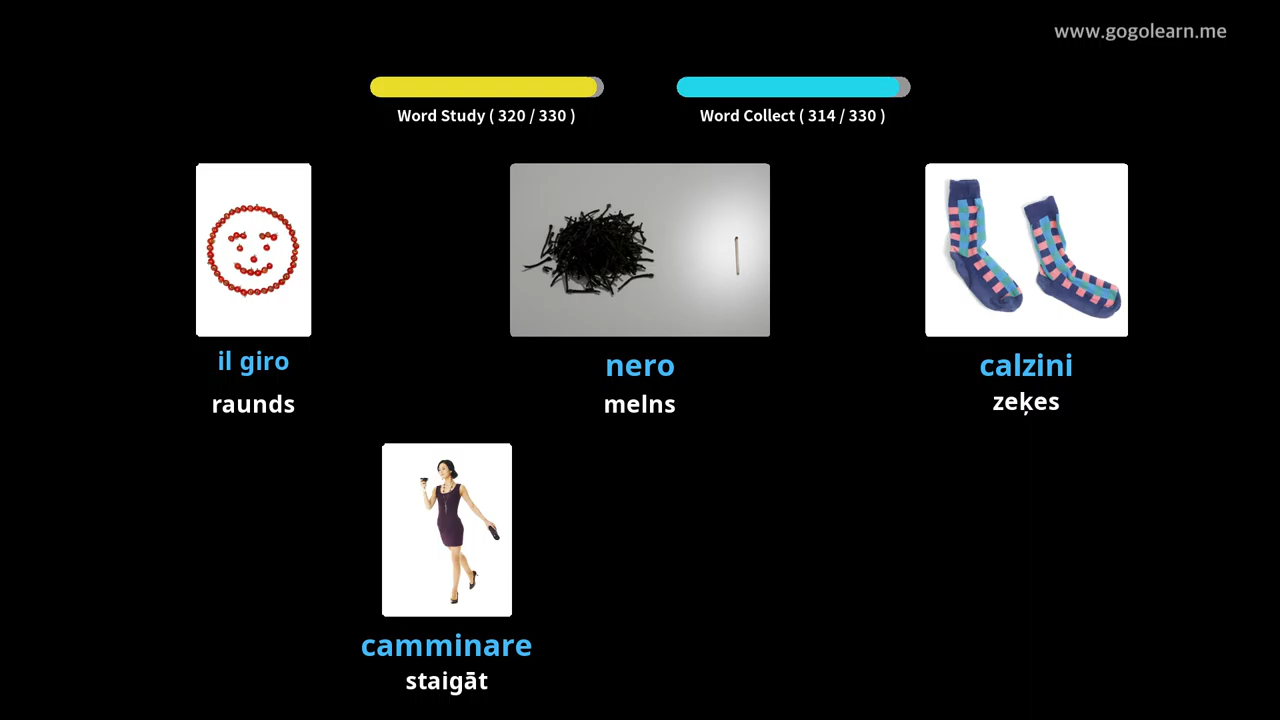 www.gogolearn.me
Word Study ( 320 / 330 )
Word Collect ( 314 / 330 )
il giro
raunds
nero
melns
calzini
zeķes
camminare
staigāt